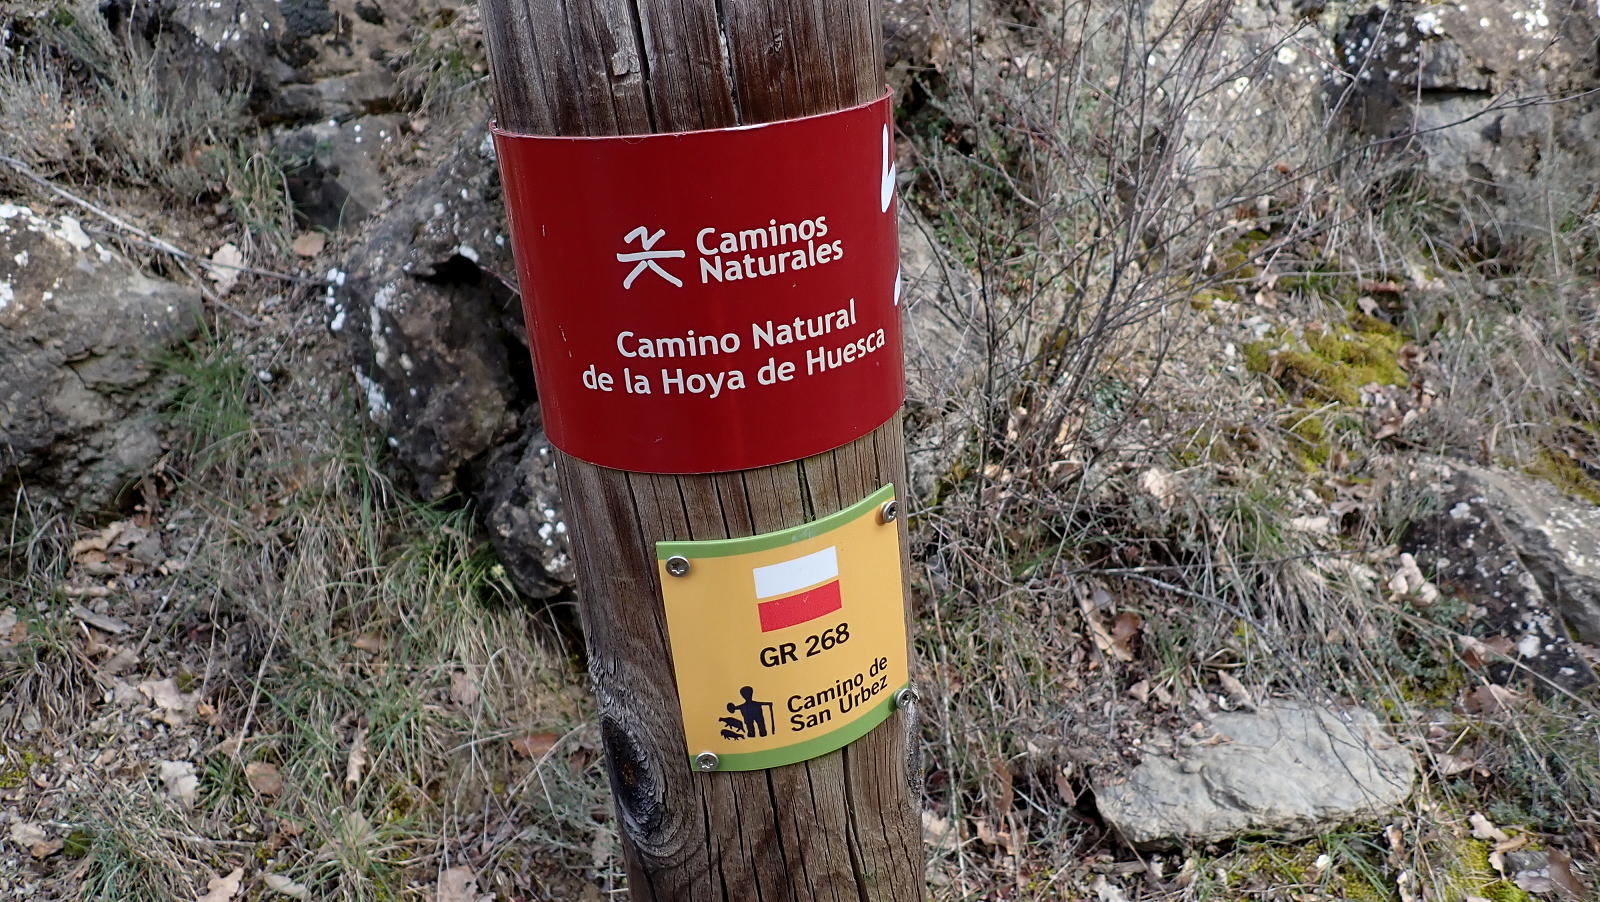 Caminos
Naturales
Camino Natural
de la Hoya de Huesca
GR 268
Camino de
San Urbez